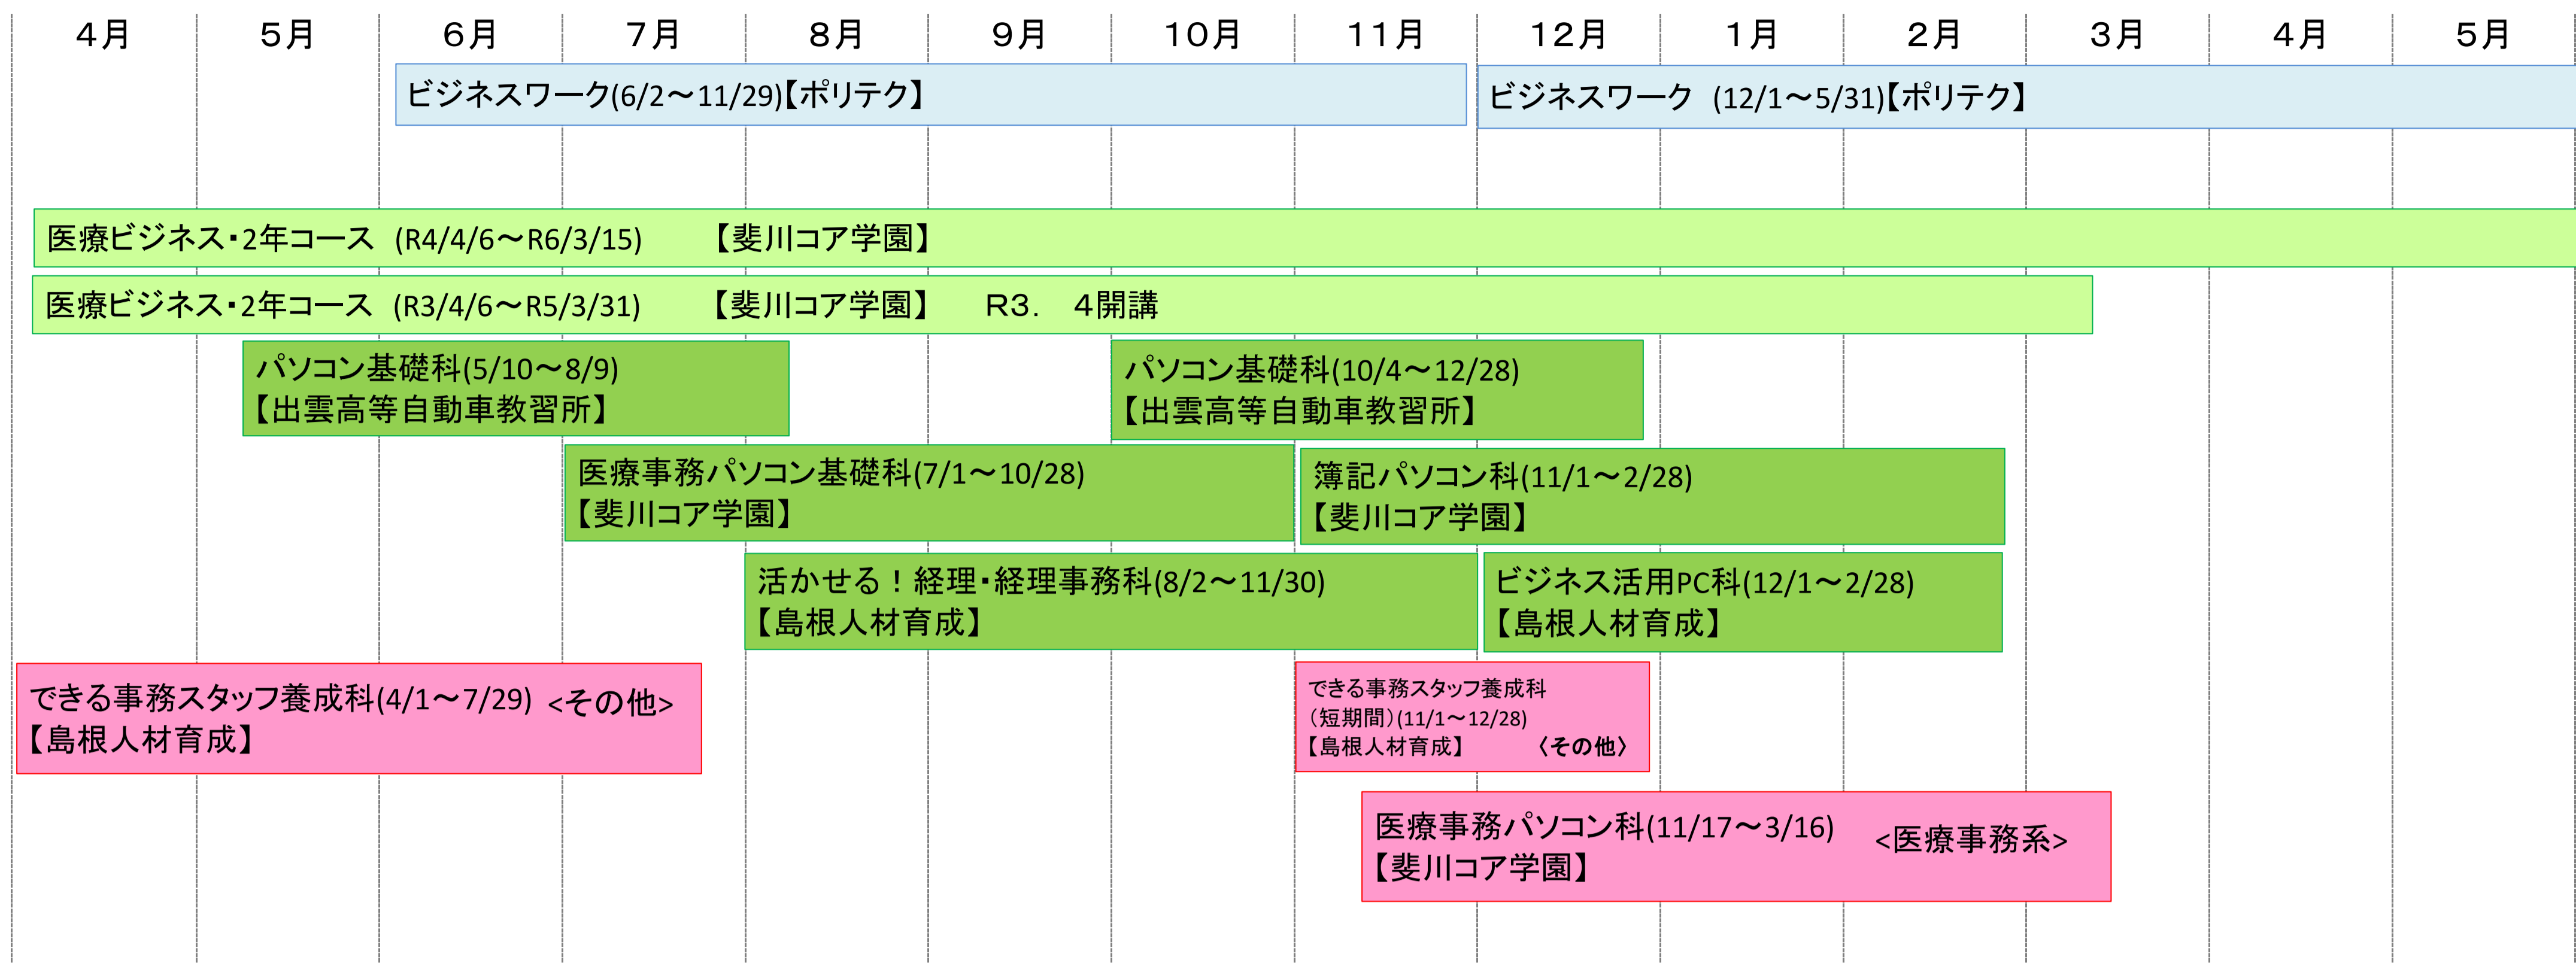 4月 5月 6月 7月 8月 9月 10月 11月 12月 1月 2月 3月 4月 5月
ビジネスワーク(6/2～11/29)【ポリテク】
ビジネスワーク (12/1～5/31)【ポリテク】
医療ビジネス・2年コース (R4/4/6～R6/3/15) 【斐川コア学園】
医療ビジネス・2年コース (R3/4/6～R5/3/31) 【斐川コア学園】 R3. 4開講
パソコン基礎科(5/10～8/9)
【出雲高等自動車教習所】
パソコン基礎科(10/4～12/28)
【出雲高等自動車教習所】
医療事務パソコン基礎科(7/1～10/28)
【斐川コア学園】
簿記パソコン科(11/1～2/28)
【斐川コア学園】
活かせる！経理・経理事務科(8/2～11/30)
【島根人材育成】
ビジネス活用PC科(12/1～2/28)
【島根人材育成】
できる事務スタッフ養成科(4/1～7/29) <その他>
【島根人材育成】
できる事務スタッフ養成科
（短期間）(11/1～12/28)
【島根人材育成】 〈その他〉
医療事務パソコン科(11/17～3/16) <医療事務系>
【斐川コア学園】